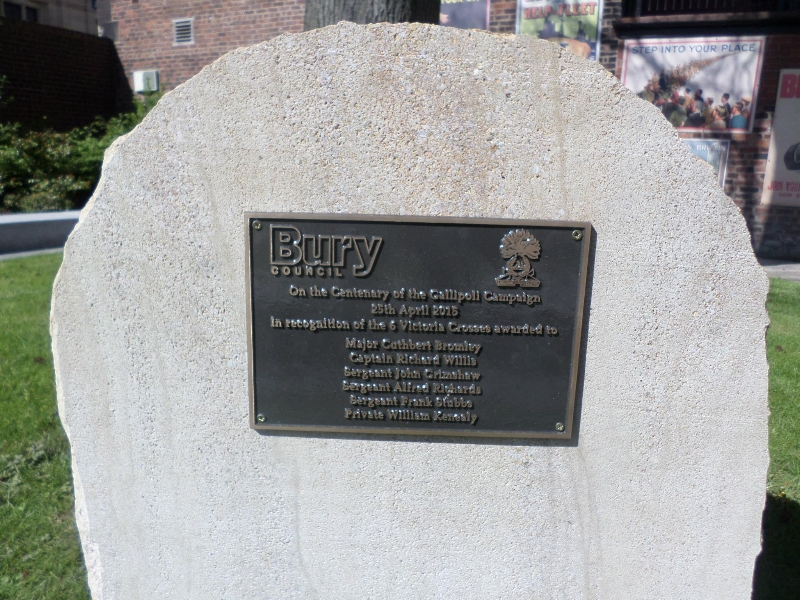 STEP INTO YOUR PLACE
Bury
COUNCIL
On the Centenary of the Gallipoli Campaign
25th April 2015
In recognition of the 6 Victoria Crosses awarded to
Major Cuthbert Bromley
Captain Richard Willis
Sergeant John Grimshaw
Sergeant Alfred Richards
Sergeant Frank Stubbs
Private William Kenealy